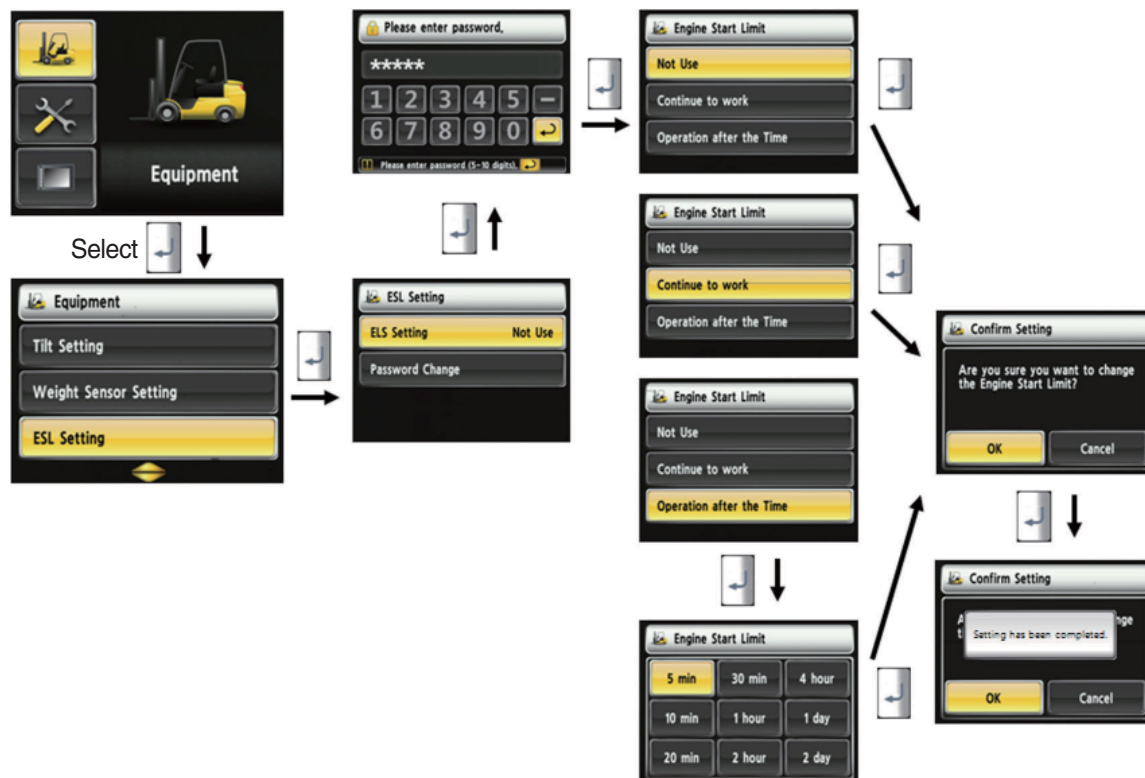 Equipment
Select
Equipment
Tilt Setting
Weight Sensor Setting
ESL Setting
ESL Setting
ELS Setting Not Use
Password Change
Please enter password,
*****
1 2 3 4 5 –
6 7 8 9 0
Please enter password (5-10 digits),
Engine Start Limit
Not Use
Continue to work
Operation after the Time
Engine Start Limit
Not Use
Continue to work
Operation after the Time
Engine Start Limit
Not Use
Continue to work
Operation after the Time
Engine Start Limit
5 min 30 min 4 hour
10 min 1 hour 1 day
20 min 2 hour 2 day
Confirm Setting
Are you sure you want to change
the Engine Start Limit?
OK Cancel
Confirm Setting
Setting has been completed.
OK Cancel